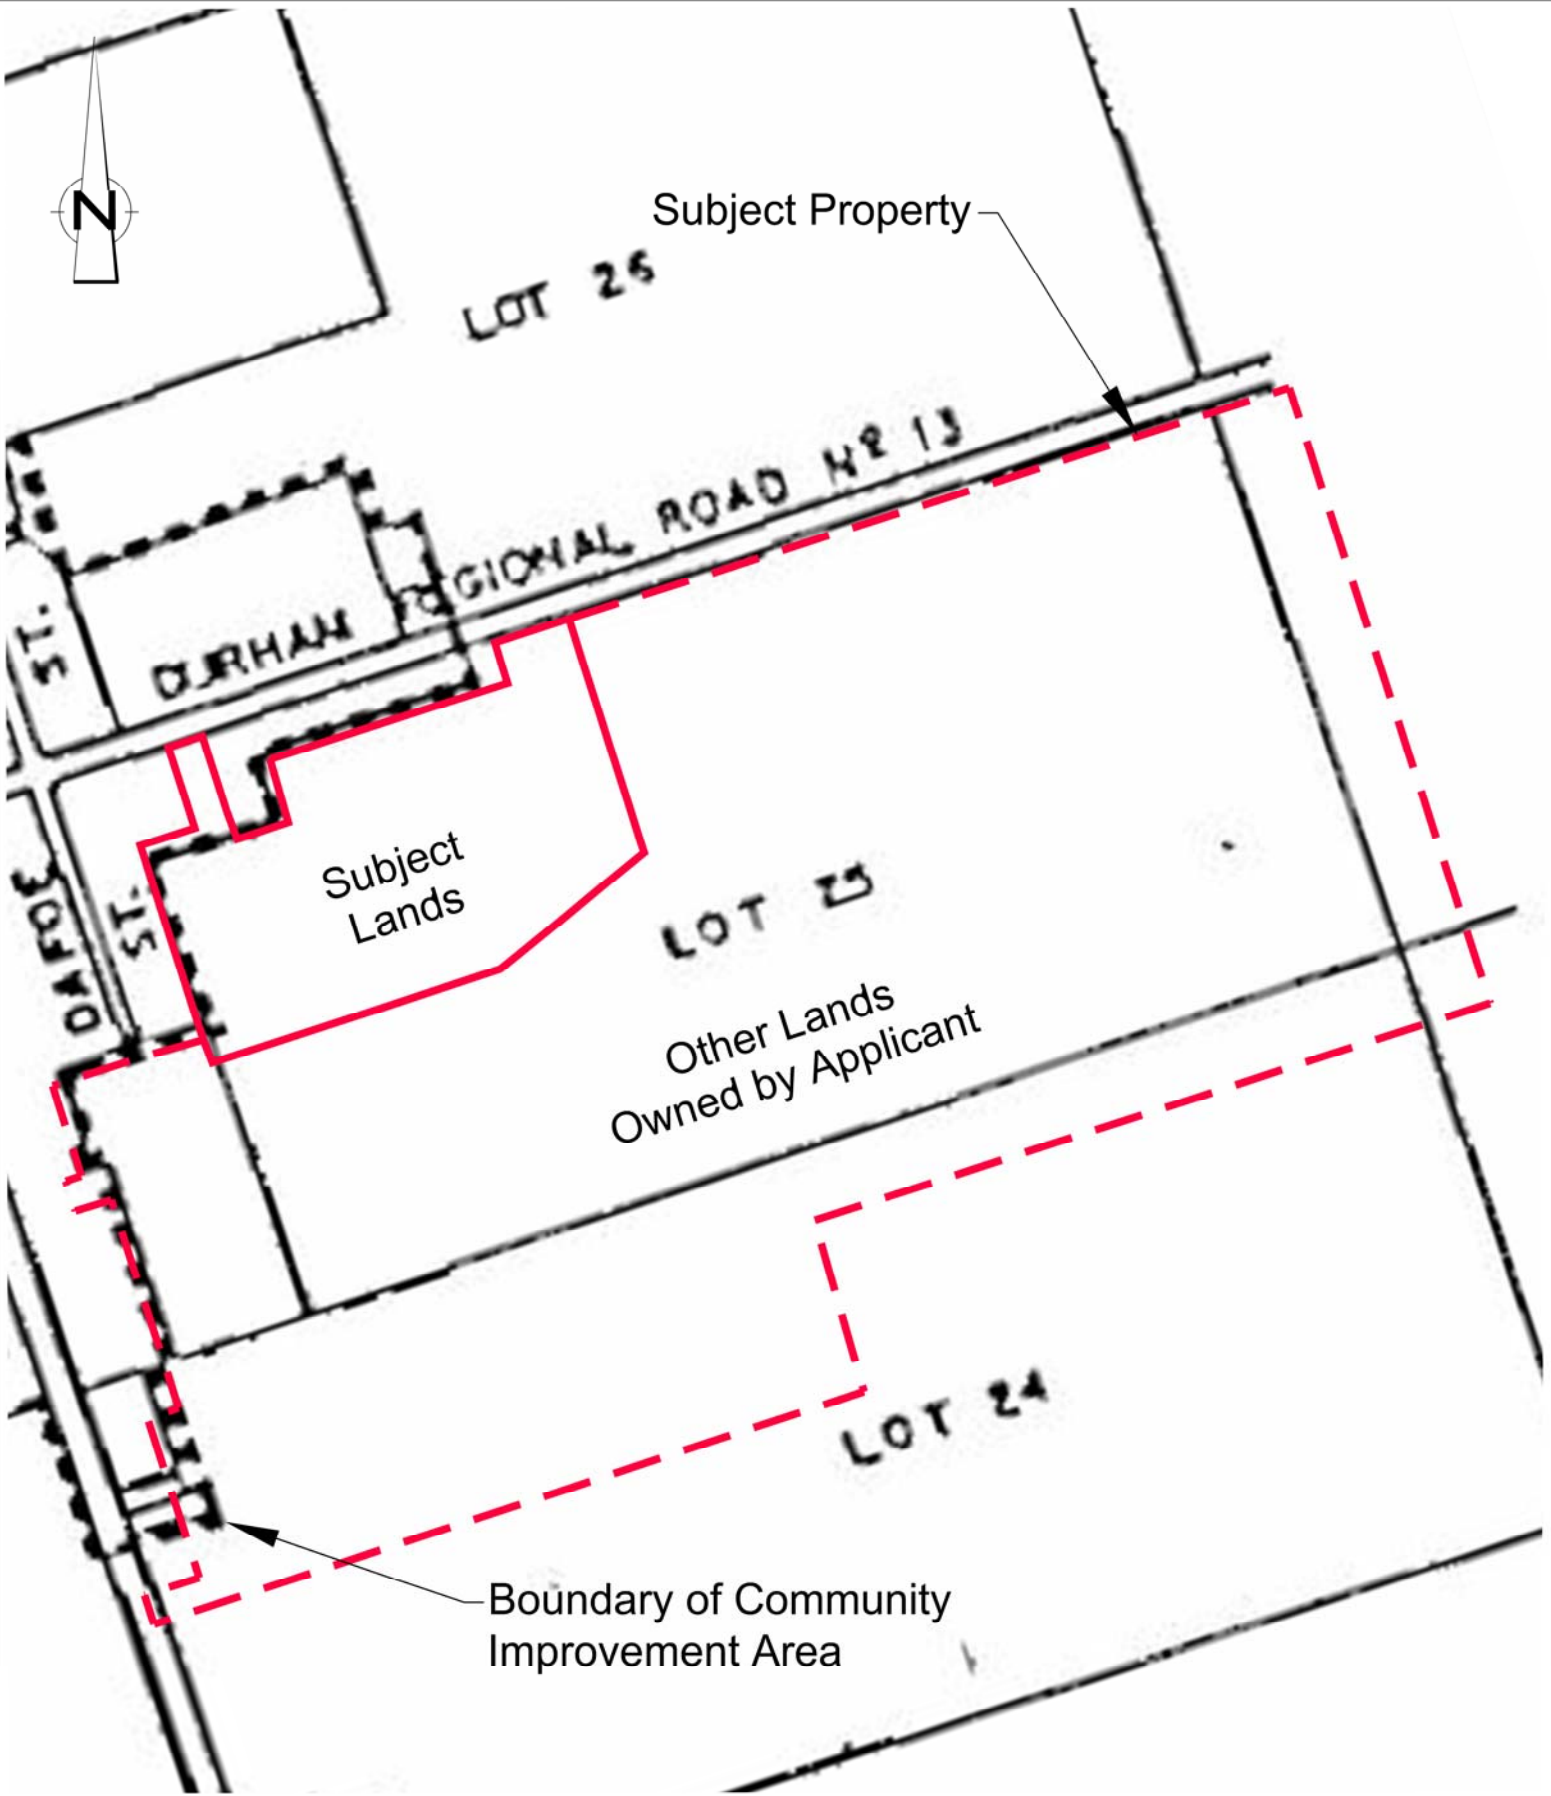 N
Subject Property
LOT 26
DURHAM REGIONAL ROAD Nº 13
ST.
Subject
Lands
ST.
LOT 25
Other Lands
Owned by Applicant
LOT 24
Boundary of Community
Improvement Area